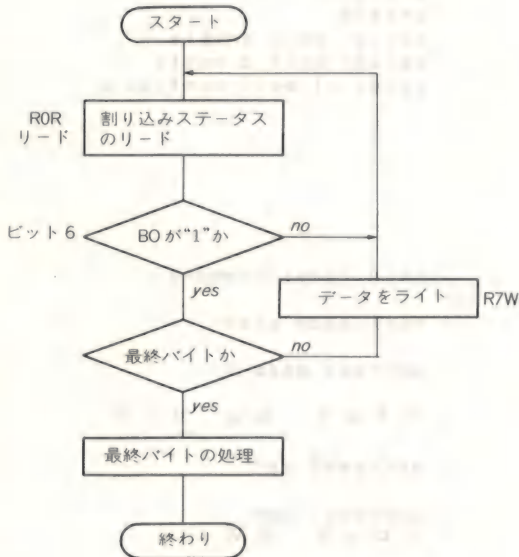 スタート
R0R
リード
割り込みステータス
のリード
ビット6
BOが“1”か
no
yes
データをライト
R7W
最終バイトか
no
yes
最終バイトの処理
終わり